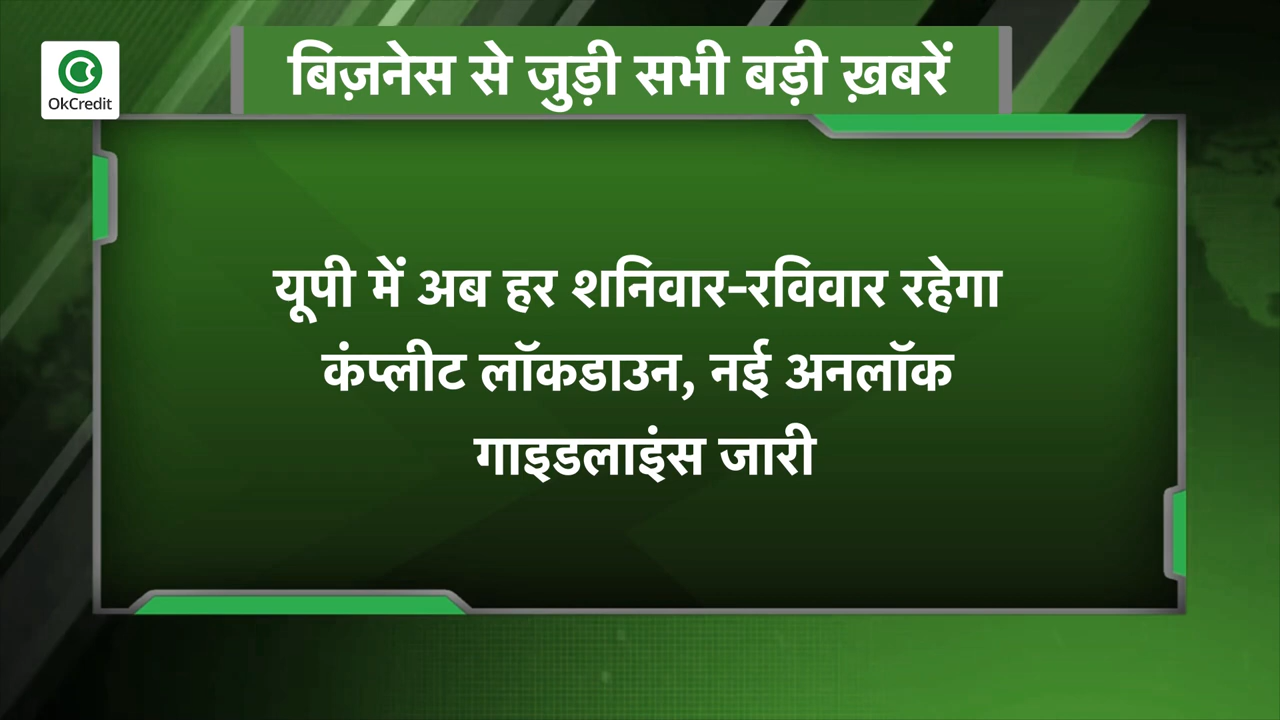 बिज़नेस से जुड़ी सभी बड़ी ख़बरें
OkCredit
यूपी में अब हर शनिवार-रविवार रहेगा
कंप्लीट लॉकडाउन, नई अनलॉक
गाइडलाइंस जारी